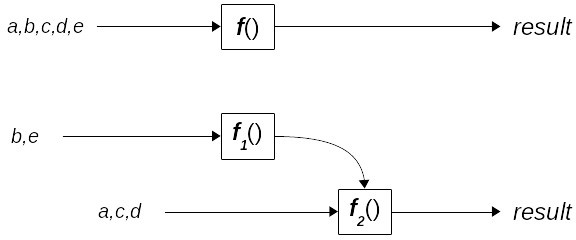 a,b,c,d,e f() result
b,e f1()
a,c,d f2() result